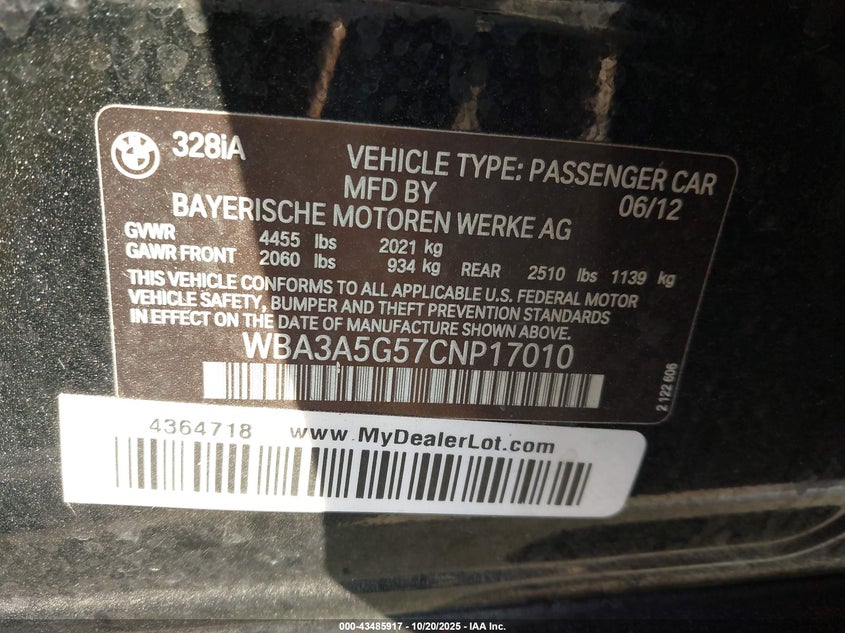 BMW
328iA
VEHICLE TYPE: PASSENGER CAR
MFD BY
06/12
BAYERISCHE MOTOREN WERKE AG
GVWR 4455 lbs 2021 kg
GAWR FRONT 2060 lbs 934 kg REAR 2510 lbs 1139 kg
THIS VEHICLE CONFORMS TO ALL APPLICABLE U.S. FEDERAL MOTOR
VEHICLE SAFETY, BUMPER AND THEFT PREVENTION STANDARDS
IN EFFECT ON THE DATE OF MANUFACTURE SHOWN ABOVE.
WBA3A5G57CNP17010
2 122 606
4364718 www.MyDealerLot.com
000-43485917 - 10/20/2025 - IAA Inc.